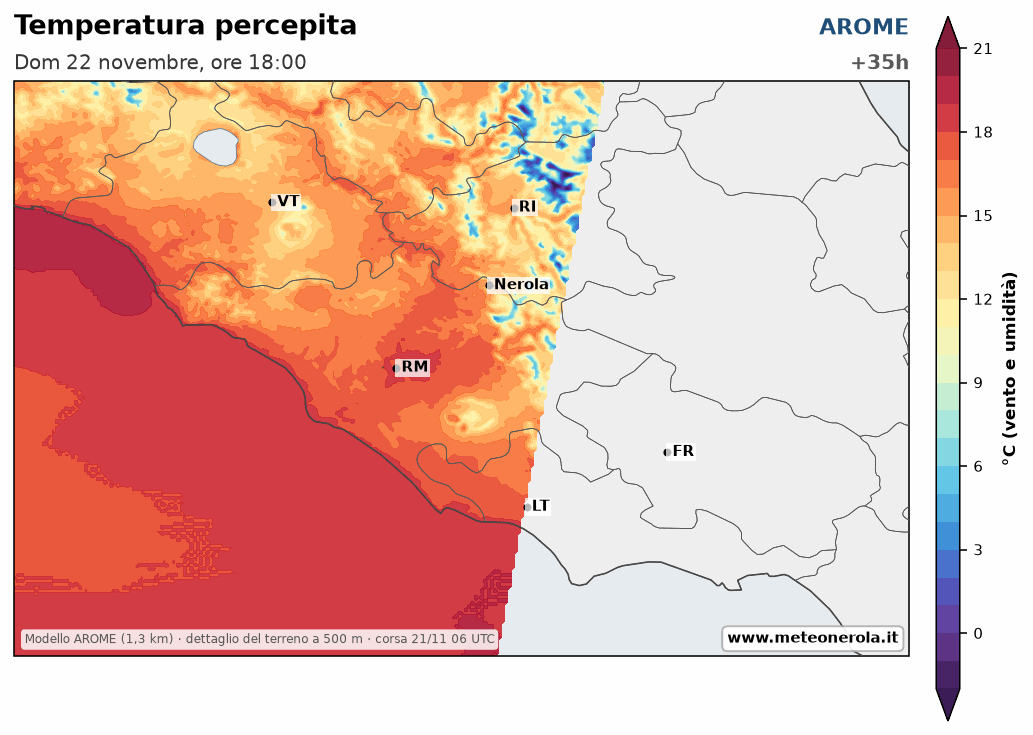 Temperatura percepita
AROME
Dom 22 novembre, ore 18:00
+35h
VT
RI
Nerola
RM
FR
LT
Modello AROME (1,3 km) · dettaglio del terreno a 500 m · corsa 21/11 06 UTC
www.meteonerola.it
21
18
15
12
9
6
3
0
°C (vento e umidità)